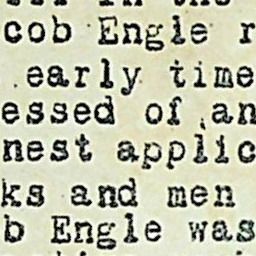 cob Engle r
early time
essed of an
nest applic
ks and men
b Engle was